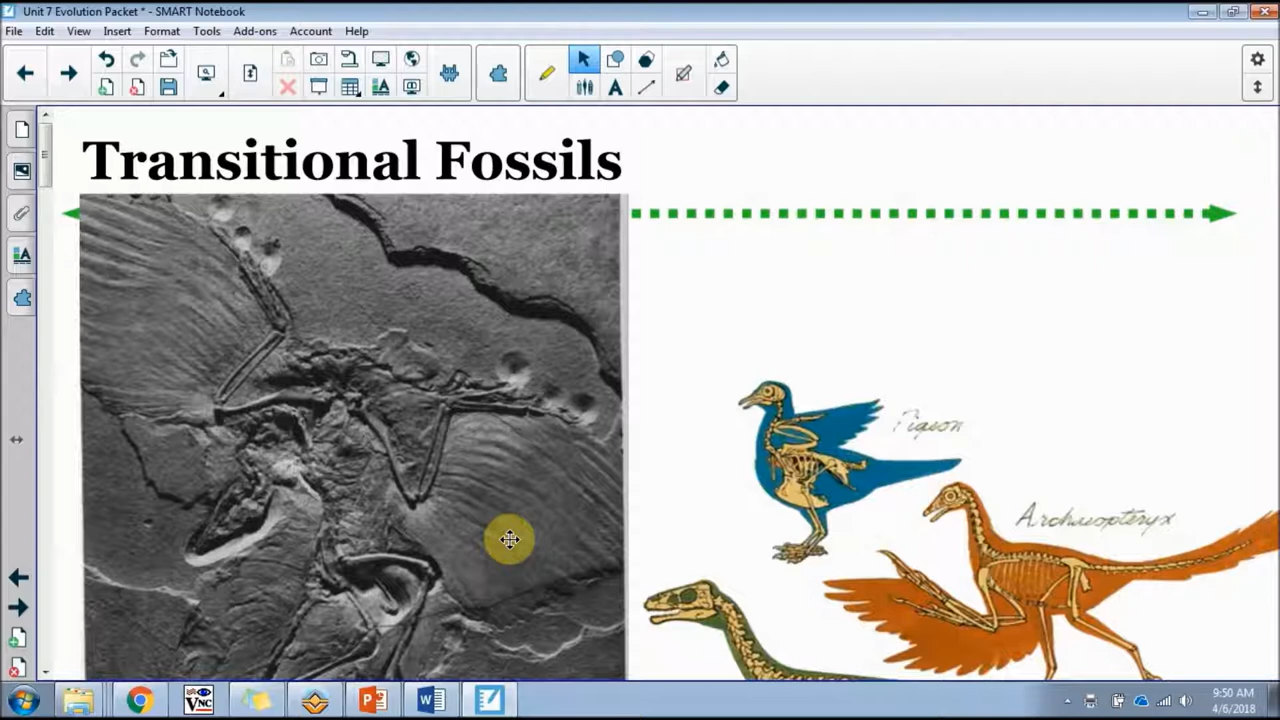 Unit 7 Evolution Packet * - SMART Notebook
File Edit View Insert Format Tools Add-ons Account Help
Transitional Fossils
Pigeon
Archaeopteryx
VNC
9:50 AM
4/6/2018